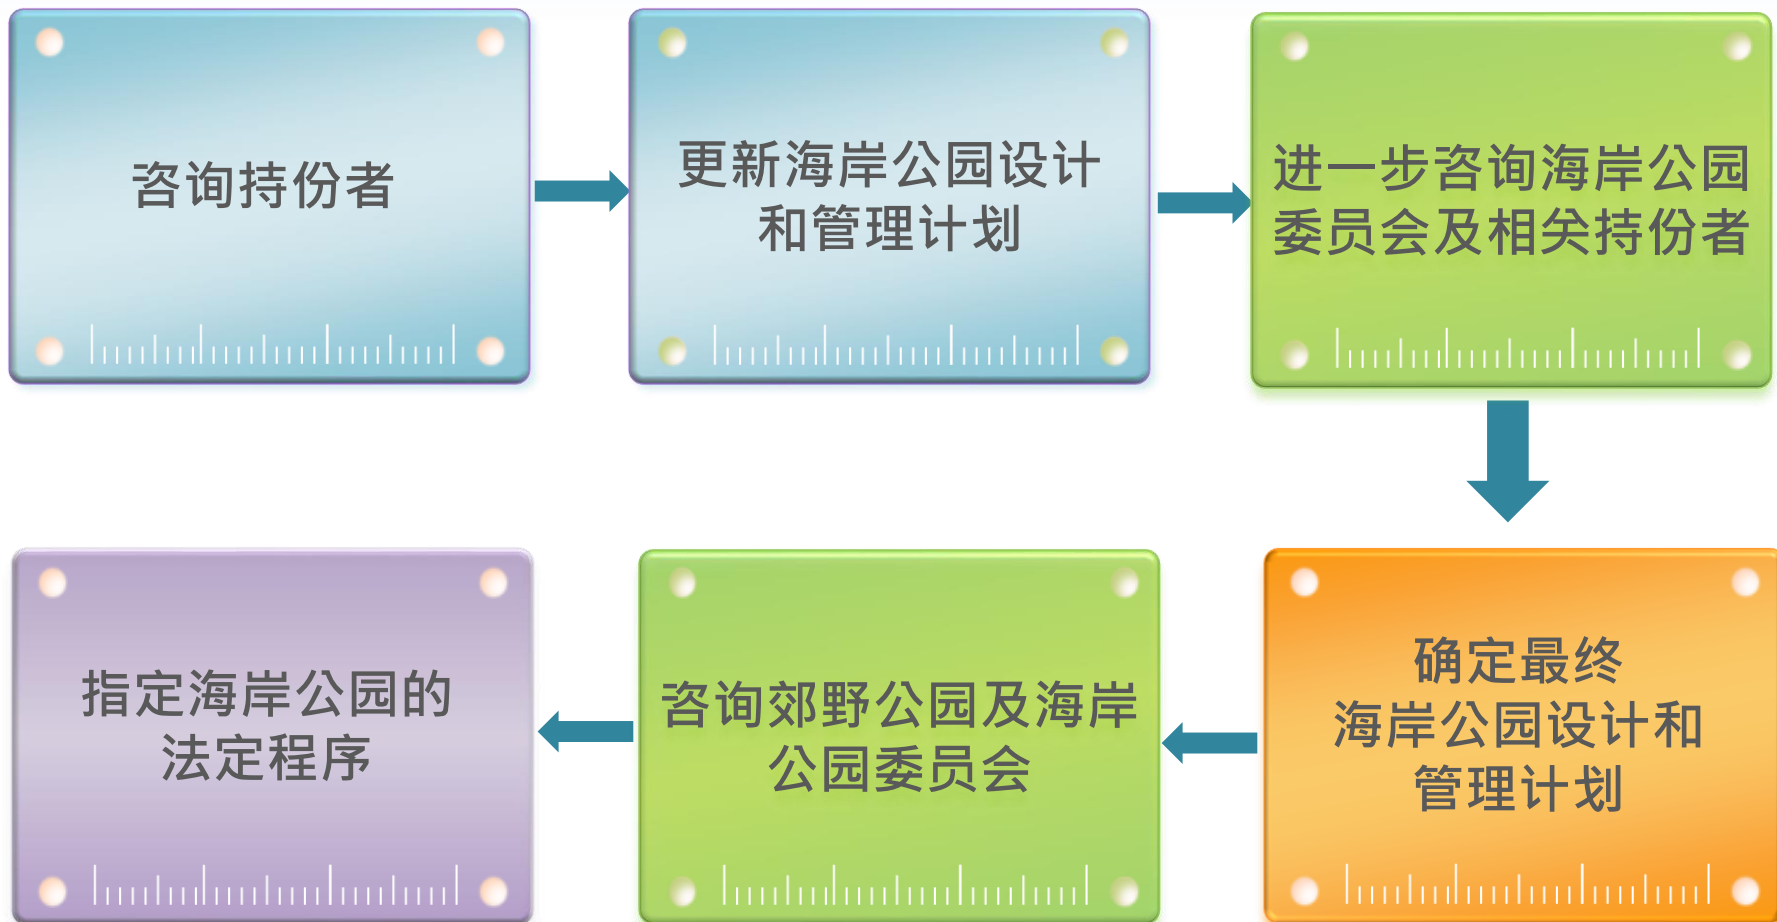 咨询持份者
更新海岸公园设计
和管理计划
进一步咨询海岸公园
委员会及相关持份者
确定最终
海岸公园设计和
管理计划
咨询郊野公园及海岸
公园委员会
指定海岸公园的
法定程序